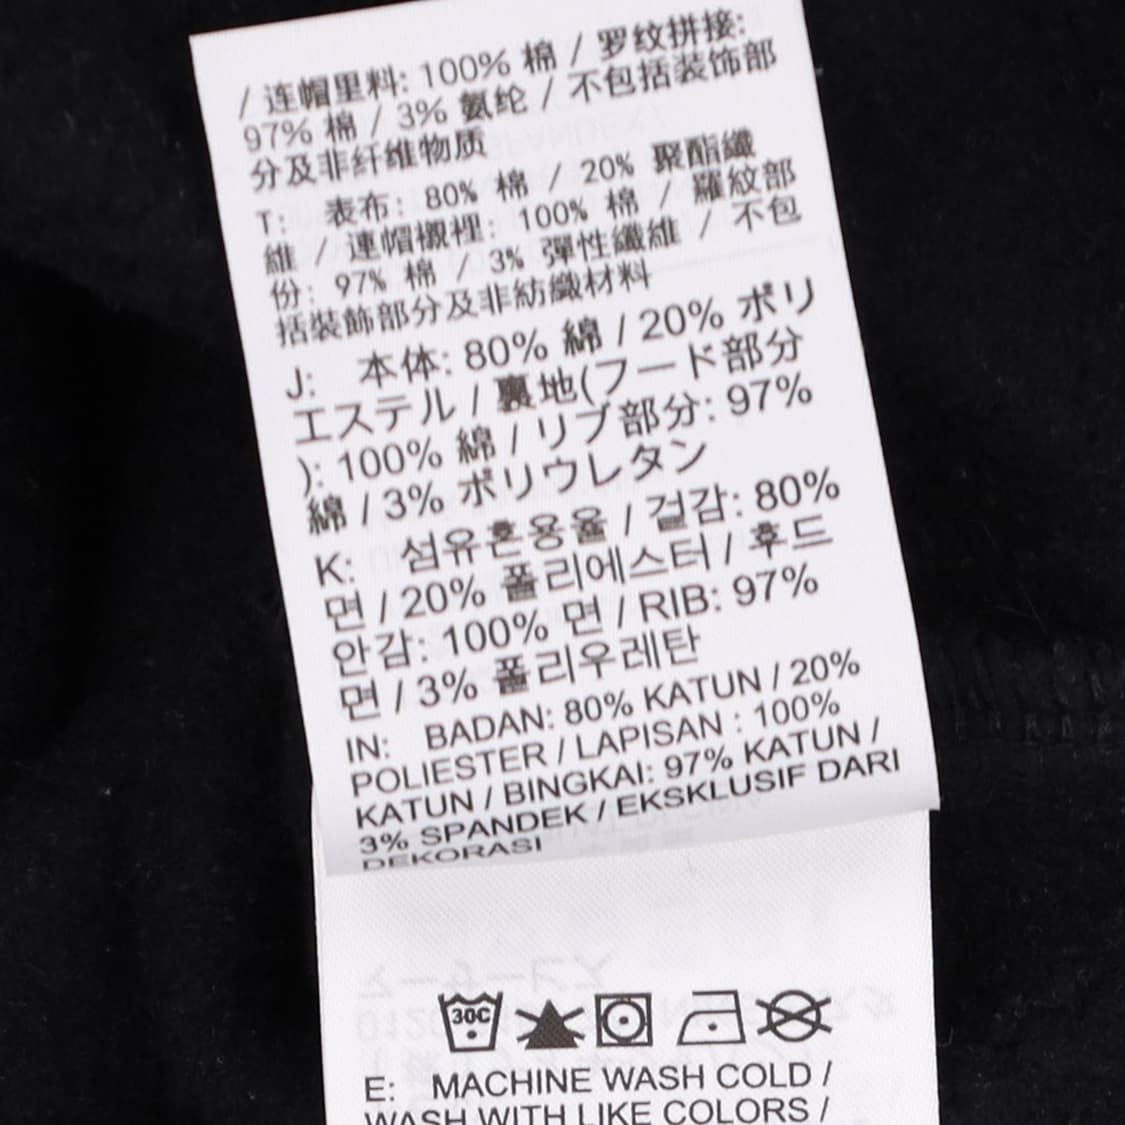 / 连帽里料: 100% 棉 / 罗纹拼接:
97% 棉 / 3% 氨纶 / 不包括装饰部
分及非纤维物质
T: 表布: 80% 棉 / 20% 聚酯纖
維 / 連帽襯裡: 100% 棉 / 羅紋部
份: 97% 棉 / 3% 彈性纖維 / 不包
括裝飾部分及非紡織材料
J: 本体: 80% 綿 / 20% ポリ
エステル / 裏地(フード部分
): 100% 綿 / リブ部分: 97%
綿 / 3% ポリウレタン
K: 섬유혼용율 / 겉감: 80%
면 / 20% 폴리에스터 / 후드
안감: 100% 면 / RIB: 97%
면 / 3% 폴리우레탄
IN: BADAN: 80% KATUN / 20%
POLIESTER / LAPISAN : 100%
KATUN / BINGKAI: 97% KATUN /
3% SPANDEK / EKSKLUSIF DARI
DEKORASI
30C
E: MACHINE WASH COLD /
WASH WITH LIKE COLORS /